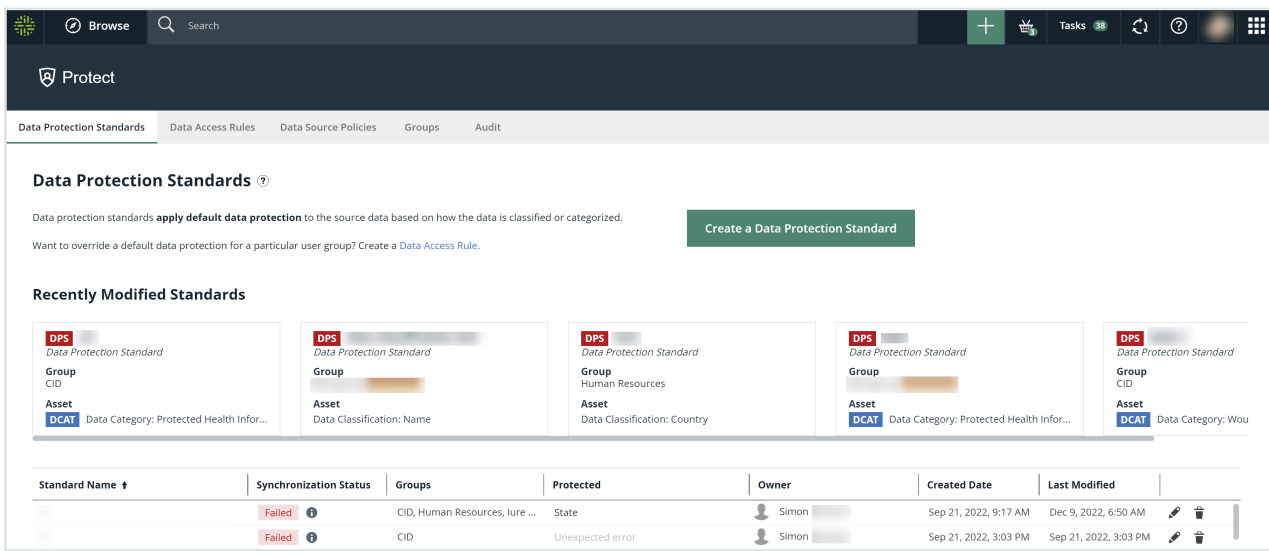 Browse Search Tasks 38
3
Protect
Data Protection Standards Data Access Rules Data Source Policies Groups Audit
Data Protection Standards ?
Data protection standards apply default data protection to the source data based on how the data is classified or categorized.
Create a Data Protection Standard
Want to override a default data protection for a particular user group? Create a Data Access Rule.
Recently Modified Standards
DPS DPS DPS DPS DPS
Data Protection Standard Data Protection Standard Data Protection Standard Data Protection Standard Data Protection Standard
Group Group Group Group Group
CID Human Resources CID
Asset Asset Asset Asset Asset
DCAT Data Category: Protected Health Infor... Data Classification: Name Data Classification: Country DCAT Data Category: Protected Health Infor... DCAT Data Category: Wou
Standard Name Synchronization Status Groups Protected Owner Created Date Last Modified
Failed CID, Human Resources, Iure ... State Simon Sep 21, 2022, 9:17 AM Dec 9, 2022, 6:50 AM
Failed CID Unexpected error Simon Sep 21, 2022, 3:03 PM Sep 21, 2022, 3:03 PM